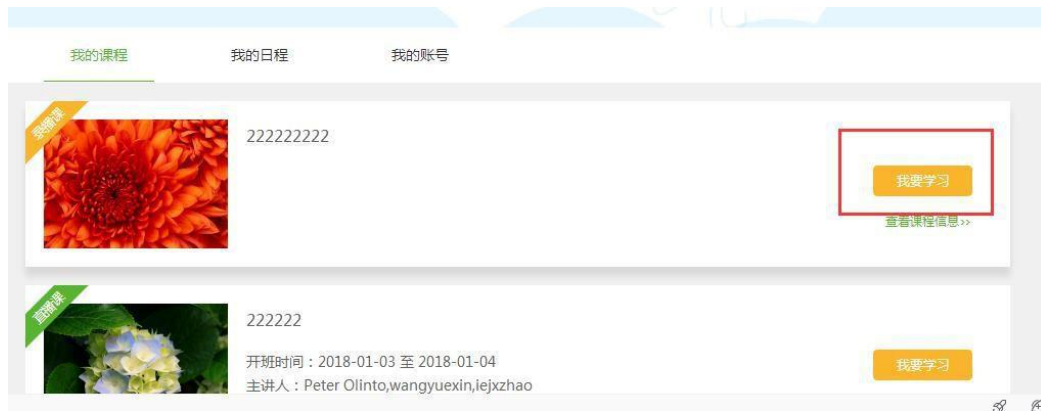 我的课程 我的日程 我的账号
录播课
222222222
我要学习
查看课程信息>>
直播课
222222
开班时间：2018-01-03 至 2018-01-04
我要学习
主讲人：Peter Olinto,wangyuexin,iejxzhao